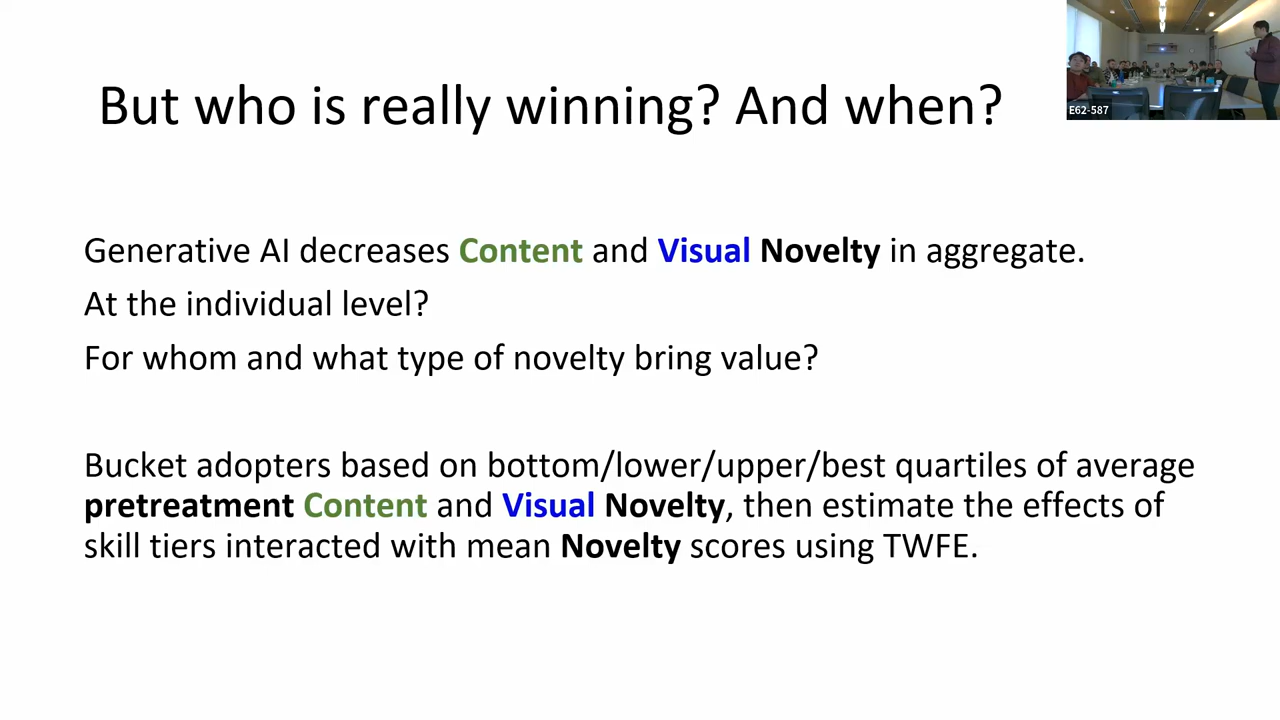 But who is really winning? And when?
E62-587
Generative AI decreases Content and Visual Novelty in aggregate.
At the individual level?
For whom and what type of novelty bring value?
Bucket adopters based on bottom/lower/upper/best quartiles of average
pretreatment Content and Visual Novelty, then estimate the effects of
skill tiers interacted with mean Novelty scores using TWFE.